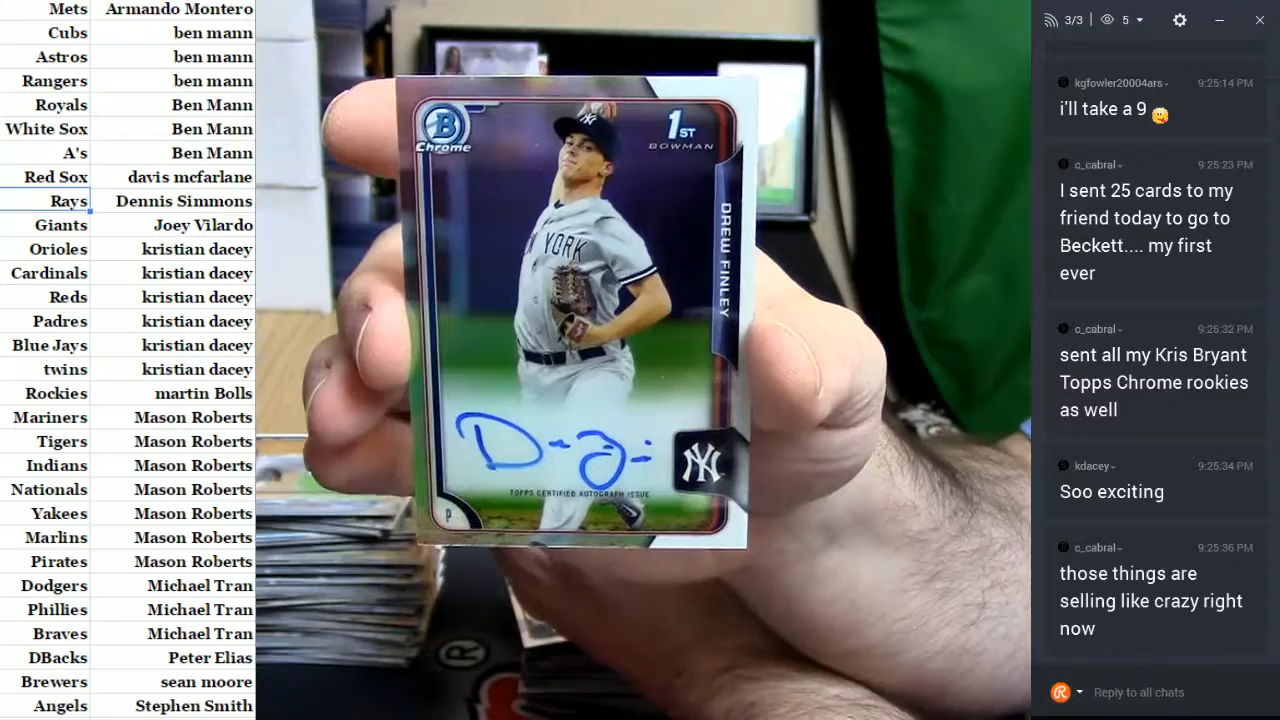 Mets Armando Montero
Cubs ben mann
Astros ben mann
Rangers ben mann
Royals Ben Mann
White Sox Ben Mann
A's Ben Mann
Red Sox davis mcfarlane
Rays Dennis Simmons
Giants Joey Vilardo
Orioles kristian dacey
Cardinals kristian dacey
Reds kristian dacey
Padres kristian dacey
Blue Jays kristian dacey
twins kristian dacey
Rockies martin Bolls
Mariners Mason Roberts
Tigers Mason Roberts
Indians Mason Roberts
Nationals Mason Roberts
Yakees Mason Roberts
Marlins Mason Roberts
Pirates Mason Roberts
Dodgers Michael Tran
Phillies Michael Tran
Braves Michael Tran
DBacks Peter Elias
Brewers sean moore
Angels Stephen Smith
B
Chrome
1ST
BOWMAN
DREW FINLEY
YORK
NY
TOPPS CERTIFIED AUTOGRAPH ISSUE
P
®
3/3 5
kgfowler20004ars 9:25:14 PM
i'll take a 9
c_cabral 9:25:23 PM
I sent 25 cards to my
friend today to go to
Beckett.... my first
ever
c_cabral 9:25:32 PM
sent all my Kris Bryant
Topps Chrome rookies
as well
kdacey 9:25:34 PM
Soo exciting
c_cabral 9:25:36 PM
those things are
selling like crazy right
now
Reply to all chats